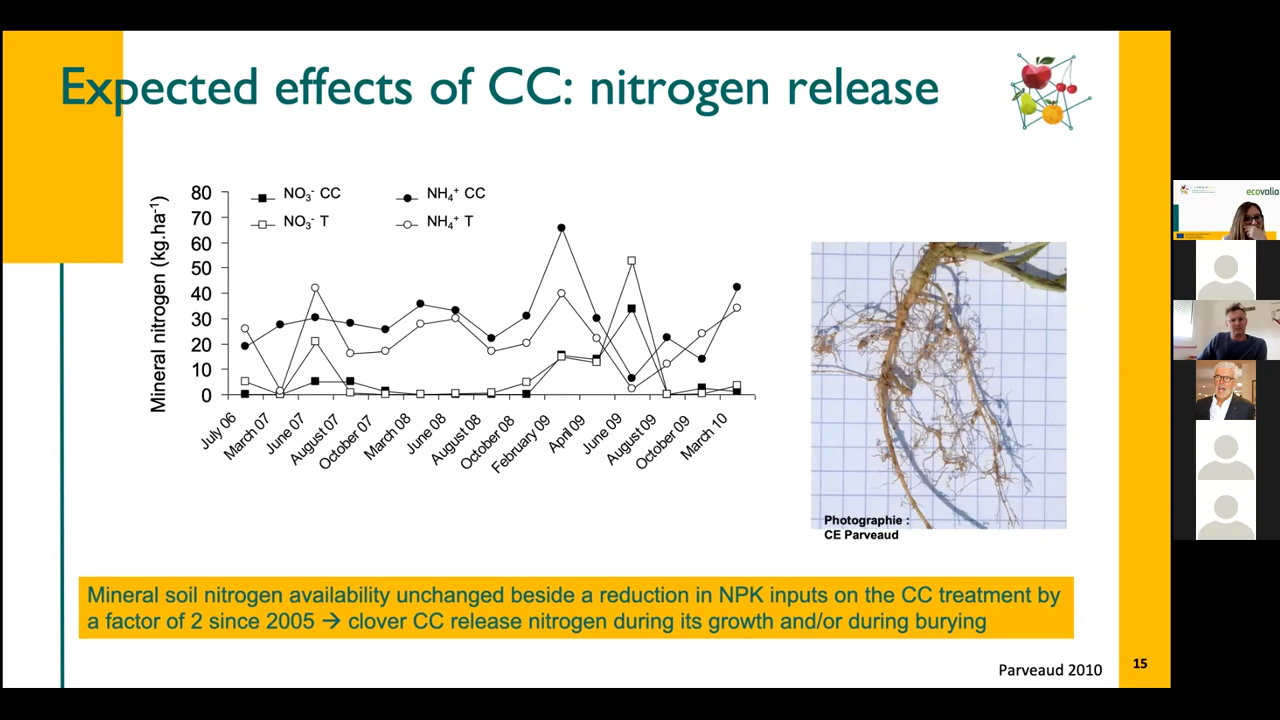 Expected effects of CC: nitrogen release
Mineral nitrogen (kg.ha-1)
80
70
60
50
40
30
20
10
0
NO3- CC
NH4+ CC
NO3- T
NH4+ T
July 06
March 07
June 07
August 07
October 07
March 08
June 08
August 08
October 08
February 09
April 09
June 09
August 09
October 09
March 10
Photographie :
CE Parveaud
Mineral soil nitrogen availability unchanged beside a reduction in NPK inputs on the CC treatment by
a factor of 2 since 2005 → clover CC release nitrogen during its growth and/or during burying
Parveaud 2010
15
ecovalia